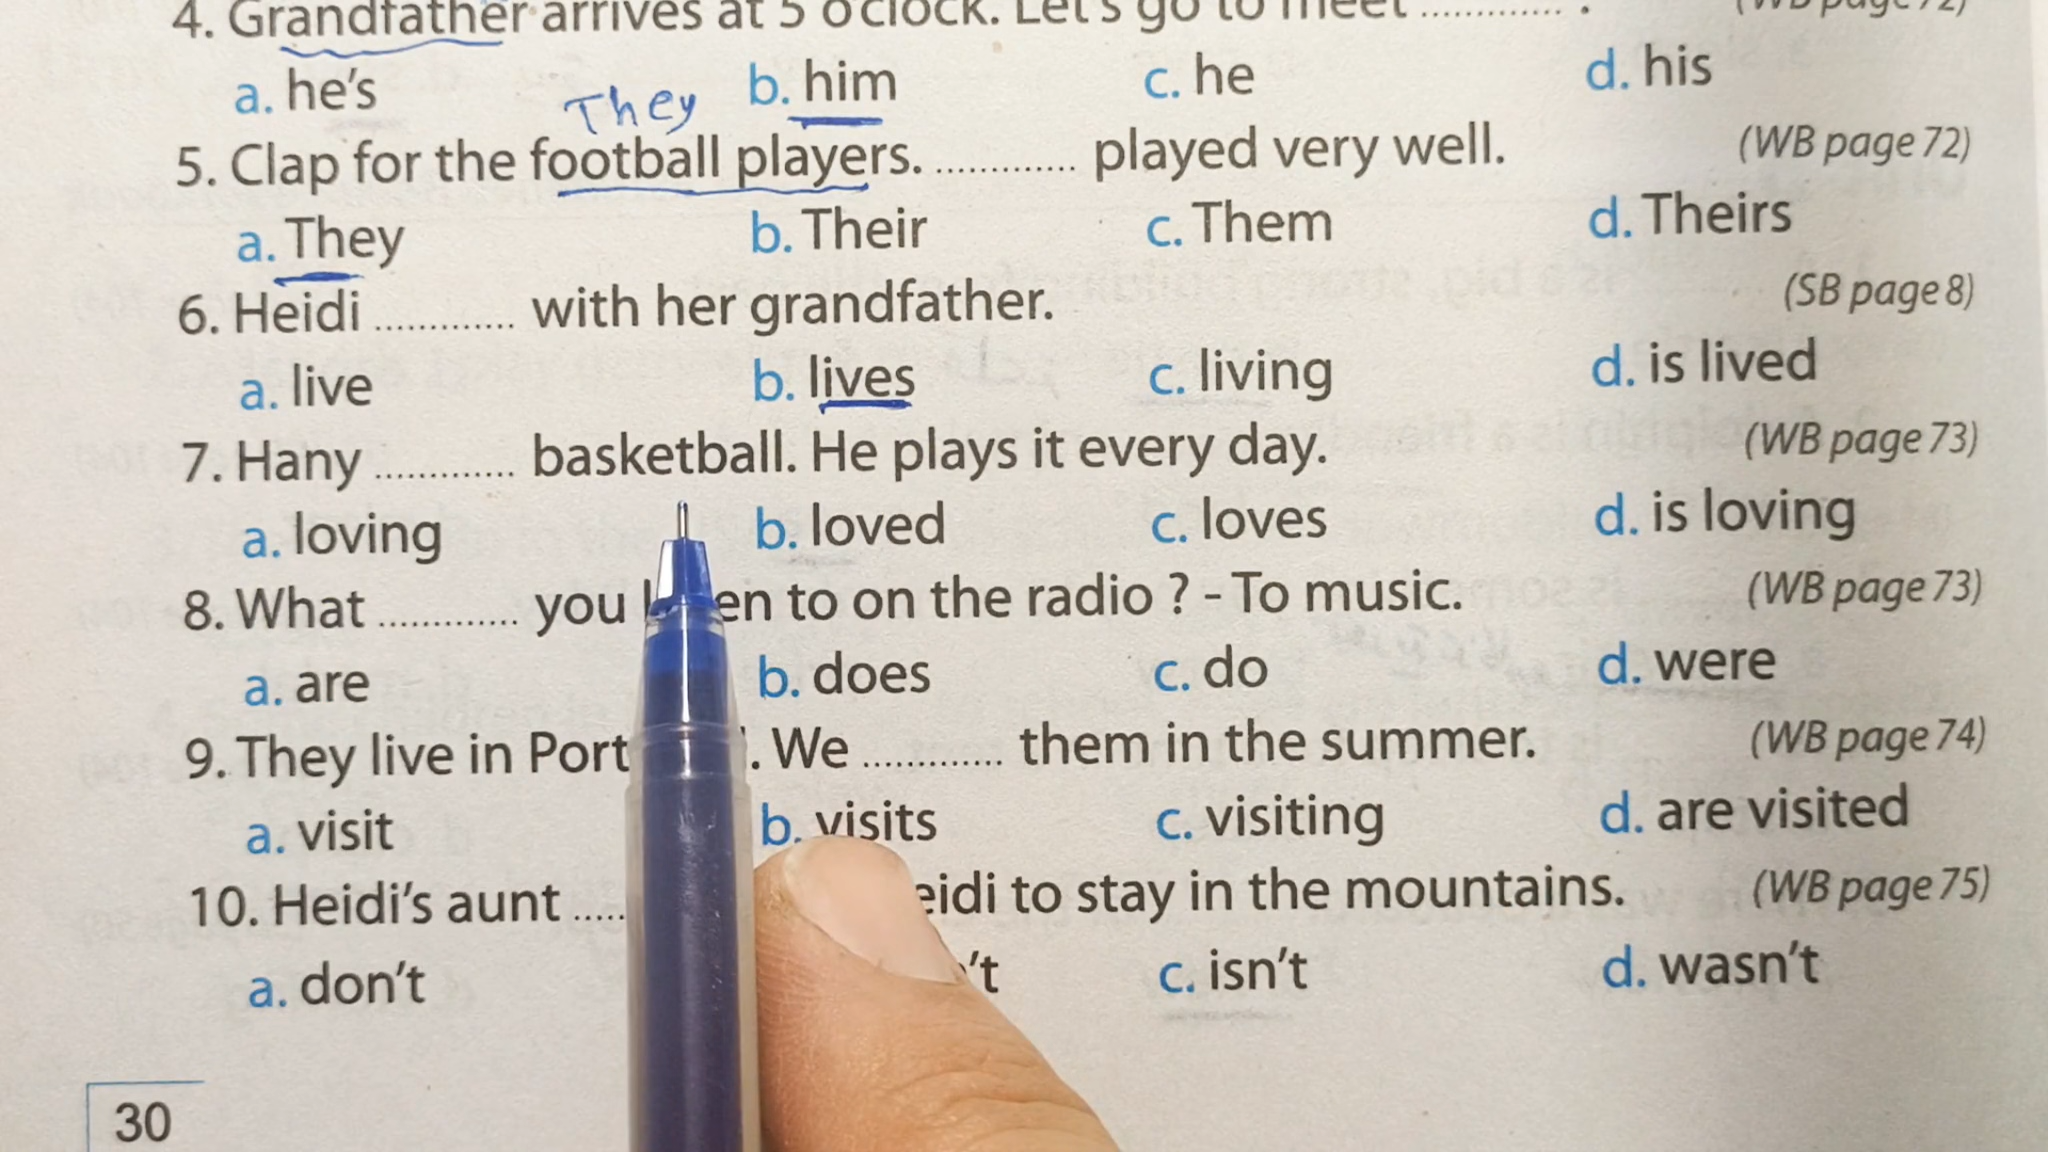 4. Grandfather arrives at 5 o'clock. Let's go to meet ............. . (WB page 72)
a. he's b. him c. he d. his
They
5. Clap for the football players. ............. played very well. (WB page 72)
a. They b. Their c. Them d. Theirs
6. Heidi ............. with her grandfather. (SB page 8)
a. live b. lives c. living d. is lived
7. Hany ............. basketball. He plays it every day. (WB page 73)
a. loving b. loved c. loves d. is loving
8. What ............. you to on the radio ? - To music. (WB page 73)
a. are b. does c. do d. were
9. They live in Port . We ............. them in the summer. (WB page 74)
a. visit b. visits c. visiting d. are visited
10. Heidi's aunt ..... to stay in the mountains. (WB page 75)
a. don't c. isn't d. wasn't
30